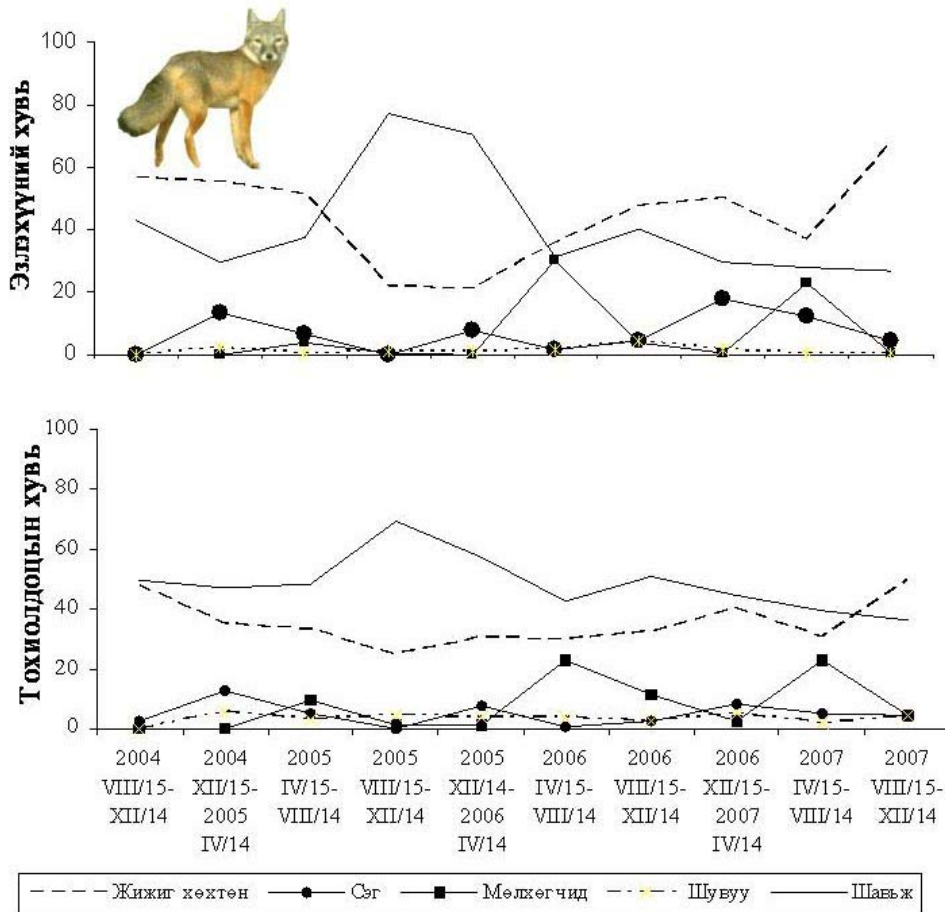 Эзлэхүүний хувь
100
80
60
40
20
0
Тохиолдоцын хувь
100
80
60
40
20
0
2004 2004 2005 2005 2005 2006 2006 2006 2007 2007
VIII/15- XII/15- IV/15- VIII/15- XII/14- IV/15- VIII/15- XII/15- IV/15- VIII/15-
XII/14 2005 VIII/14 XII/14 2006 VIII/14 XII/14 2007 VIII/14 XII/14
IV/14 IV/14 IV/14
Жижиг хөхтөн Сэг Мөлхөгчид Шувуу Шавьж